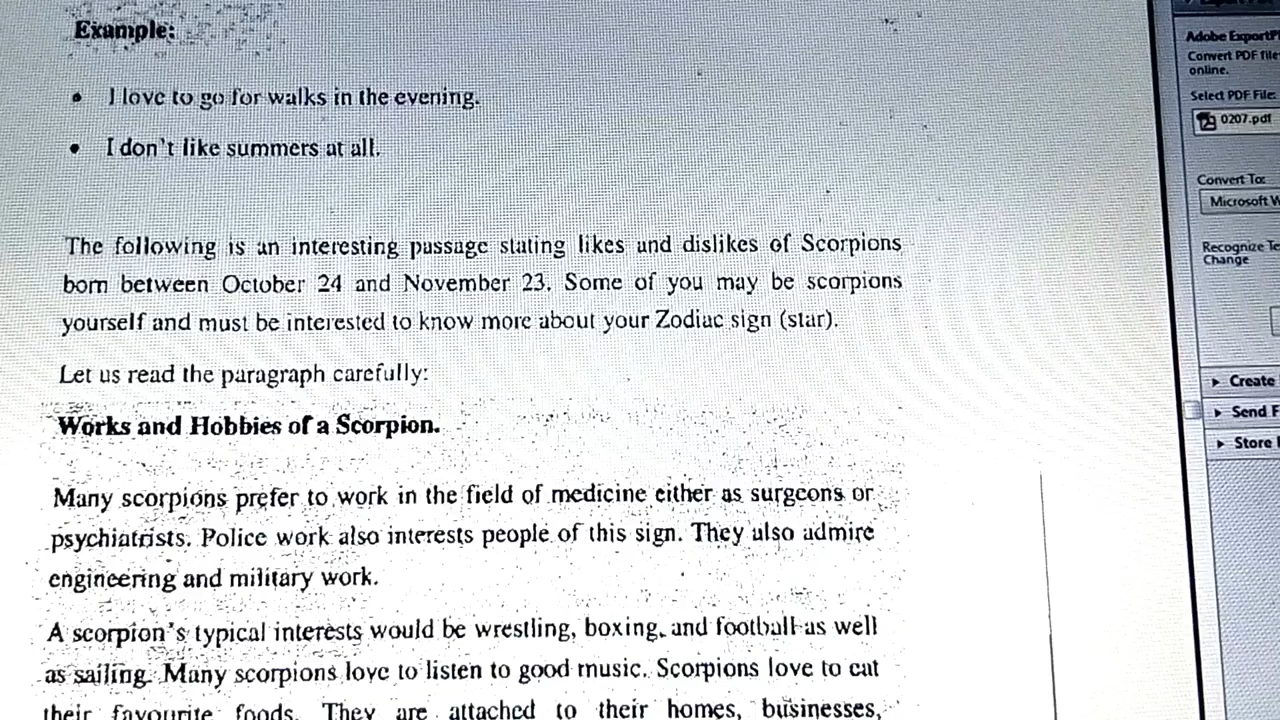 Example:
• I love to go for walks in the evening.
• I don't like summers at all.
The following is an interesting passage stating likes and dislikes of Scorpions
born between October 24 and November 23. Some of you may be scorpions
yourself and must be interested to know more about your Zodiac sign (star)
Let us read the paragraph carefully:
Works and Hobbies of a Scorpion.
Many scorpions prefer to work in the field of medicine either as surgeons or
psychiatrists. Police work also interests people of this sign. They also admire
engineering and military work.
A scorpion's typical interests would be wrestling, boxing, and football as well
as sailing. Many scorpions love to listen to good music. Scorpions love to eat
their favourite foods. They are attached to their homes, businesses,
Adobe
Convert PDF
online.
Select PDF File:
0207.pdf
Convert To:
Microsoft
Recognize
Change
Create
Send
Store